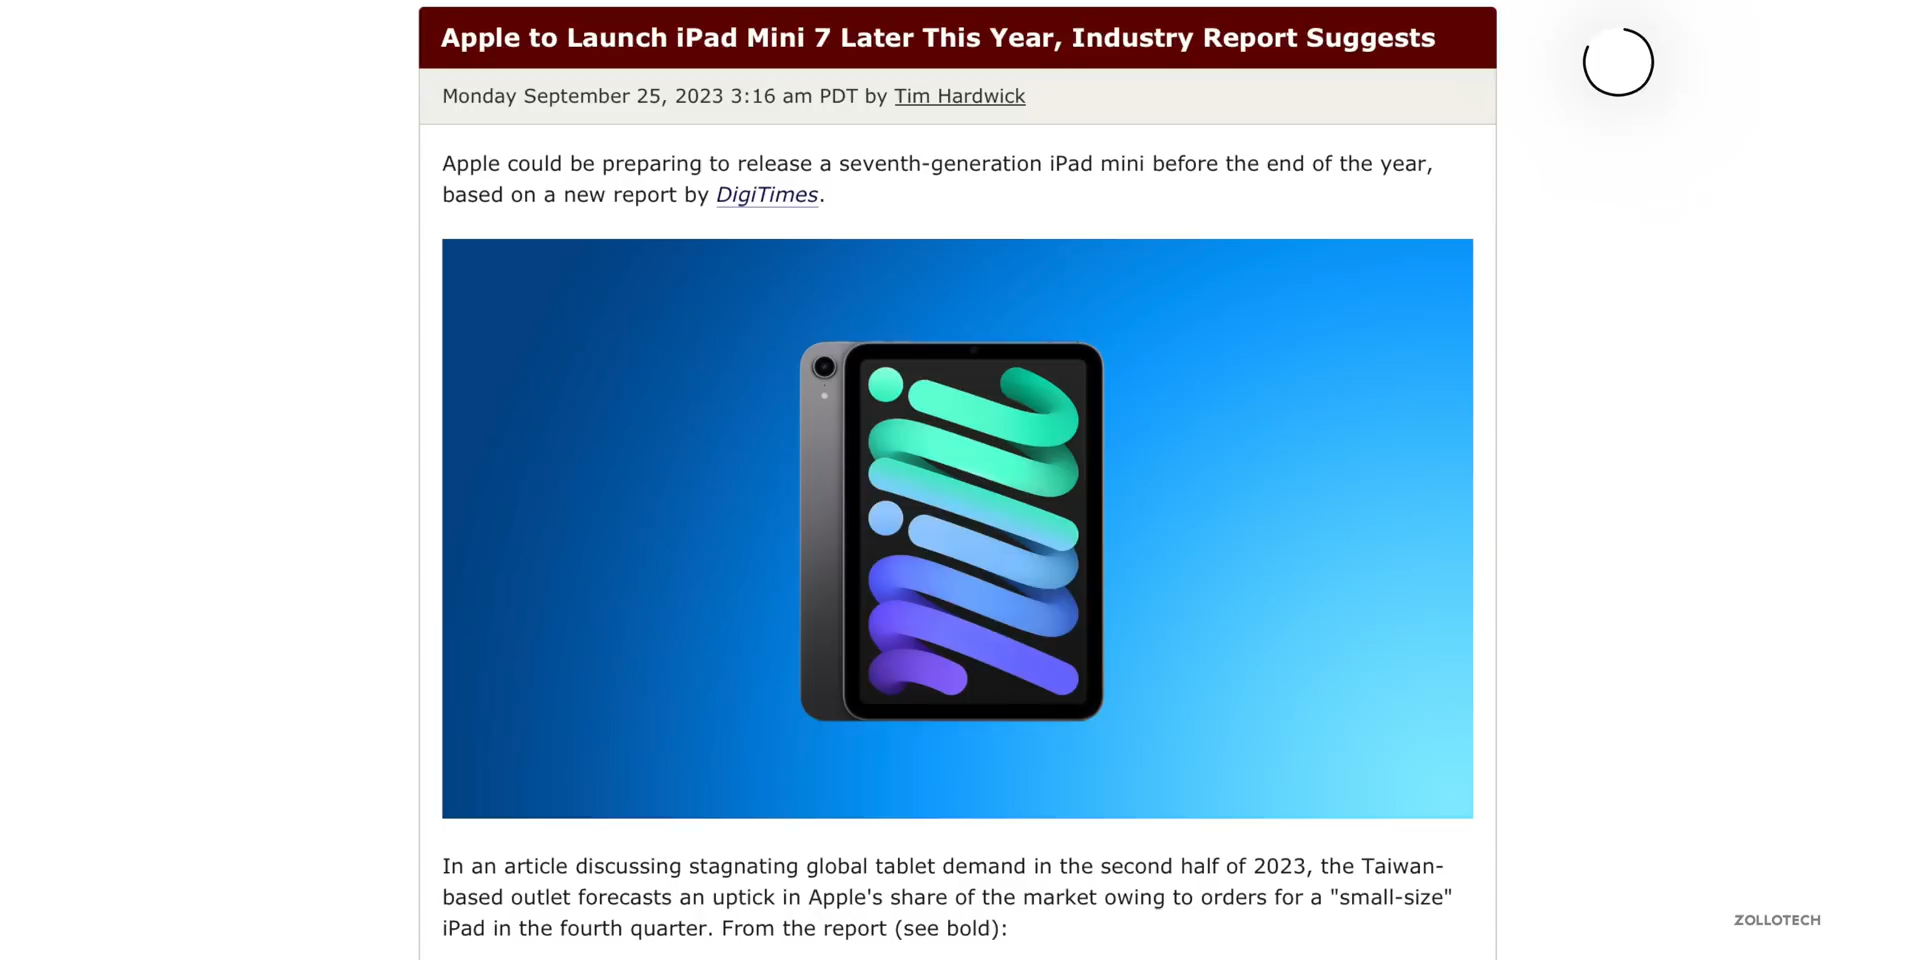 Apple to Launch iPad Mini 7 Later This Year, Industry Report Suggests
Monday September 25, 2023 3:16 am PDT by Tim Hardwick
Apple could be preparing to release a seventh-generation iPad mini before the end of the year,
based on a new report by DigiTimes.
In an article discussing stagnating global tablet demand in the second half of 2023, the Taiwan-
based outlet forecasts an uptick in Apple's share of the market owing to orders for a "small-size"
iPad in the fourth quarter. From the report (see bold):
ZOLLOTECH